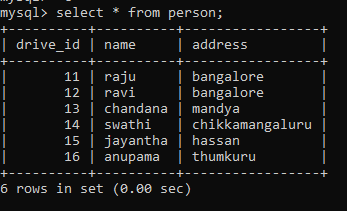 mysql> select * from person;
+----------+-----------+----------------+
| drive_id | name      | address        |
+----------+-----------+----------------+
|       11 | raju      | bangalore      |
|       12 | ravi      | bangalore      |
|       13 | chandana  | mandya         |
|       14 | swathi    | chikkamangaluru |
|       15 | jayantha  | hassan         |
|       16 | anupama   | thumkuru       |
+----------+-----------+----------------+
6 rows in set (0.00 sec)